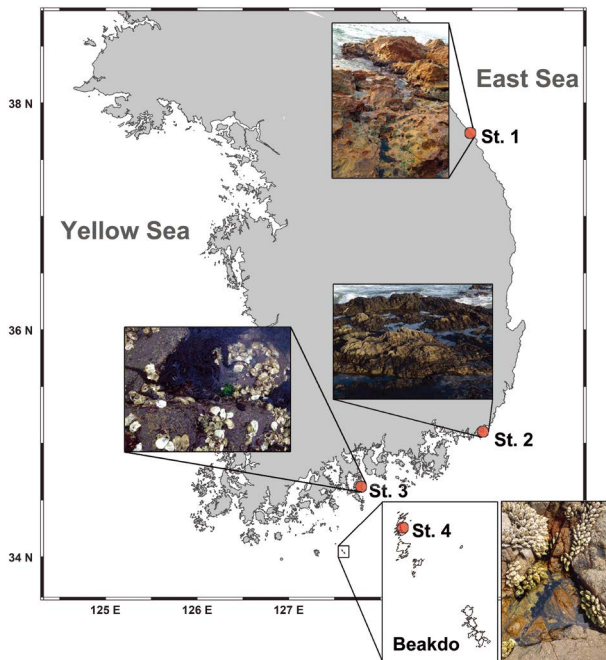 38 N
East Sea
St. 1
Yellow Sea
36 N
St. 2
St. 3
St. 4
34 N
125 E
126 E
127 E
Beakdo